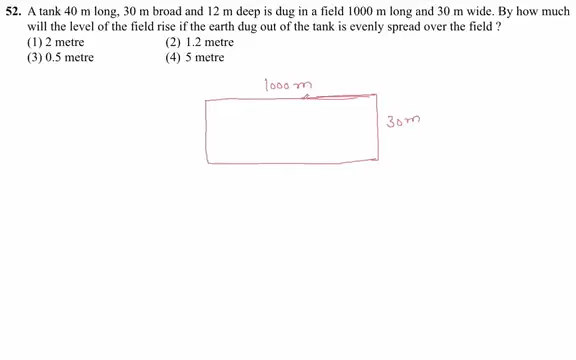 52. A tank 40 m long, 30 m broad and 12 m deep is dug in a field 1000 m long and 30 m wide. By how much
will the level of the field rise if the earth dug out of the tank is evenly spread over the field ?
(1) 2 metre (2) 1.2 metre
(3) 0.5 metre (4) 5 metre
1000 m
30m